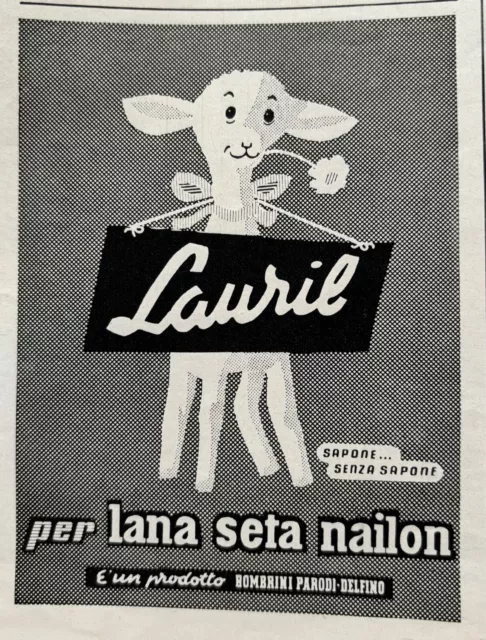 Lauril
SAPONE...
SENZA SAPONE
per lana seta nailon
E' un prodotto BOMBRINI PARODI-DELFINO